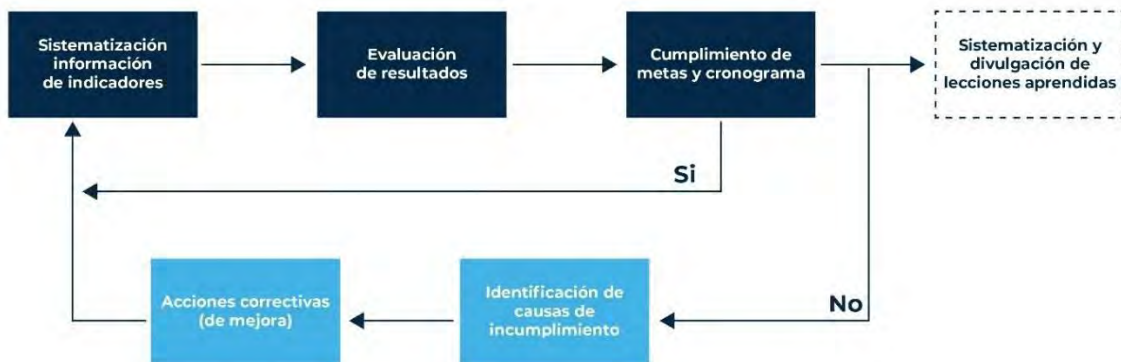 Sistematización
información
de indicadores
Evaluación
de resultados
Cumplimiento de
metas y cronograma
Sistematización y
divulgación de
lecciones aprendidas
Si
No
Acciones correctivas
(de mejora)
Identificación de
causas de
incumplimiento